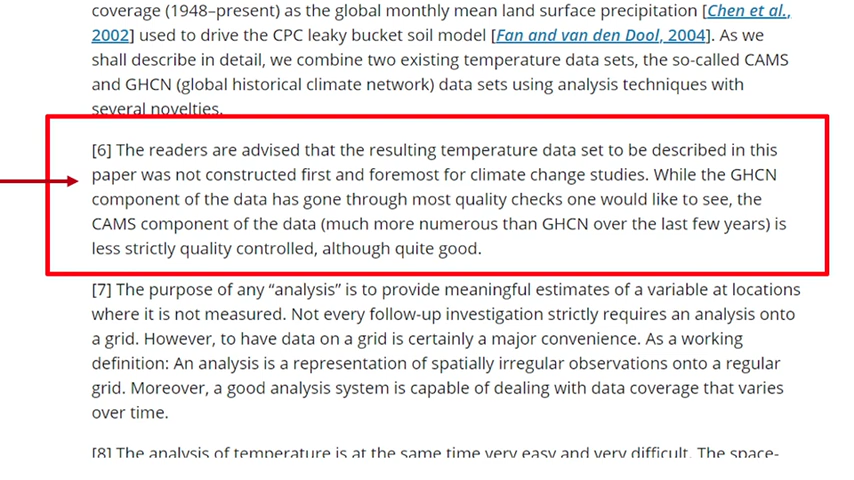 coverage (1948–present) as the global monthly mean land surface precipitation [Chen et al.,
2002] used to drive the CPC leaky bucket soil model [Fan and van den Dool, 2004]. As we
shall describe in detail, we combine two existing temperature data sets, the so-called CAMS
and GHCN (global historical climate network) data sets using analysis techniques with
several novelties.
[6] The readers are advised that the resulting temperature data set to be described in this
paper was not constructed first and foremost for climate change studies. While the GHCN
component of the data has gone through most quality checks one would like to see, the
CAMS component of the data (much more numerous than GHCN over the last few years) is
less strictly quality controlled, although quite good.
[7] The purpose of any “analysis” is to provide meaningful estimates of a variable at locations
where it is not measured. Not every follow-up investigation strictly requires an analysis onto
a grid. However, to have data on a grid is certainly a major convenience. As a working
definition: An analysis is a representation of spatially irregular observations onto a regular
grid. Moreover, a good analysis system is capable of dealing with data coverage that varies
over time.
[8] The analysis of temperature is at the same time very easy and very difficult. The space-